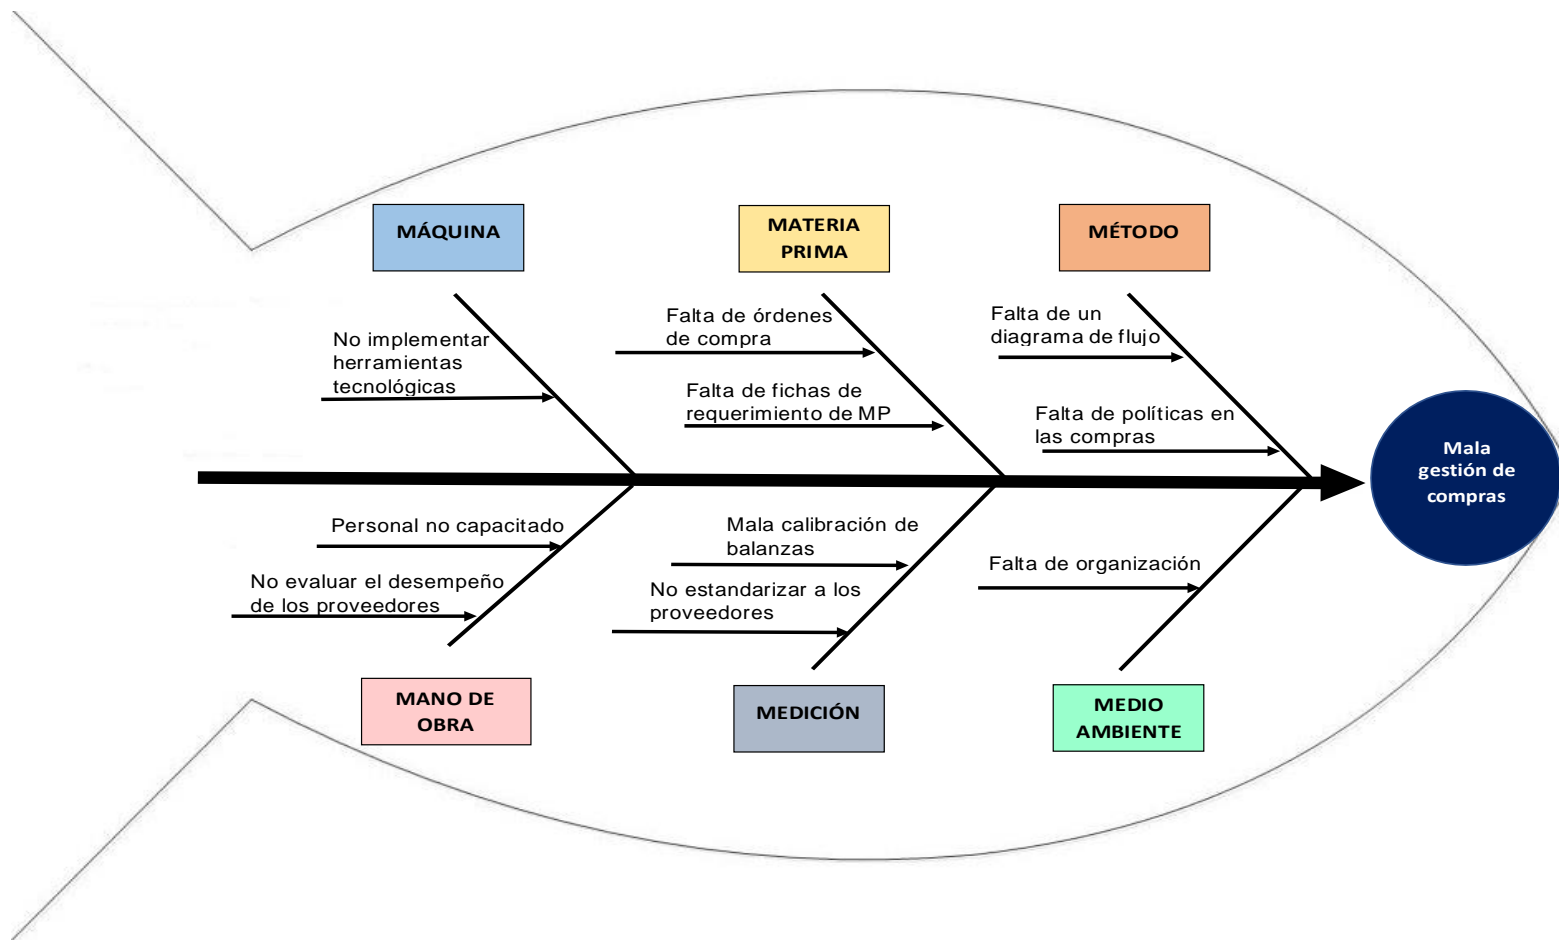 MÁQUINA
MATERIA
PRIMA
MÉTODO
No implementar
herramientas
tecnológicas
Falta de órdenes
de compra
Falta de fichas de
requerimiento de MP
Falta de un
diagrama de flujo
Falta de políticas en
las compras
Mala
gestión de
compras
Personal no capacitado
No evaluar el desempeño
de los proveedores
Mala calibración de
balanzas
No estandarizar a los
proveedores
Falta de organización
MANO DE
OBRA
MEDICIÓN
MEDIO
AMBIENTE